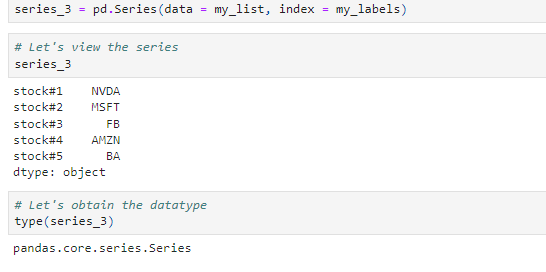 series_3 = pd.Series(data = my_list, index = my_labels)
# Let's view the series
series_3
stock#1    NVDA
stock#2    MSFT
stock#3      FB
stock#4    AMZN
stock#5      BA
dtype: object
# Let's obtain the datatype
type(series_3)
pandas.core.series.Series